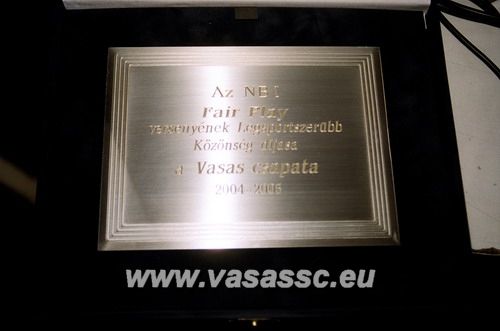 Az NB I
Fair Play
versenyének Legsportszerűbb
Közönség díjasa
a Vasas csapata
2004-2005
www.vasassc.eu